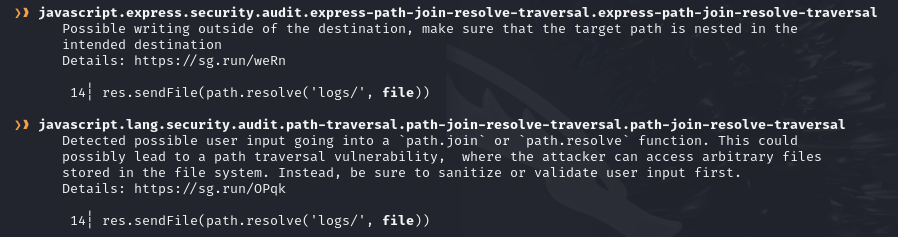 ❯❯ javascript.express.security.audit.express-path-join-resolve-traversal.express-path-join-resolve-traversal
Possible writing outside of the destination, make sure that the target path is nested in the
intended destination
Details: https://sg.run/weRn
14┆ res.sendFile(path.resolve('logs/', file))
❯❯ javascript.lang.security.audit.path-traversal.path-join-resolve-traversal.path-join-resolve-traversal
Detected possible user input going into a `path.join` or `path.resolve` function. This could
possibly lead to a path traversal vulnerability,  where the attacker can access arbitrary files
stored in the file system. Instead, be sure to sanitize or validate user input first.
Details: https://sg.run/OPqk
14┆ res.sendFile(path.resolve('logs/', file))